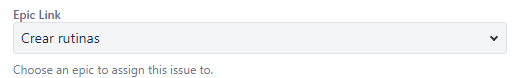 Epic Link
Crear rutinas
Choose an epic to assign this issue to.